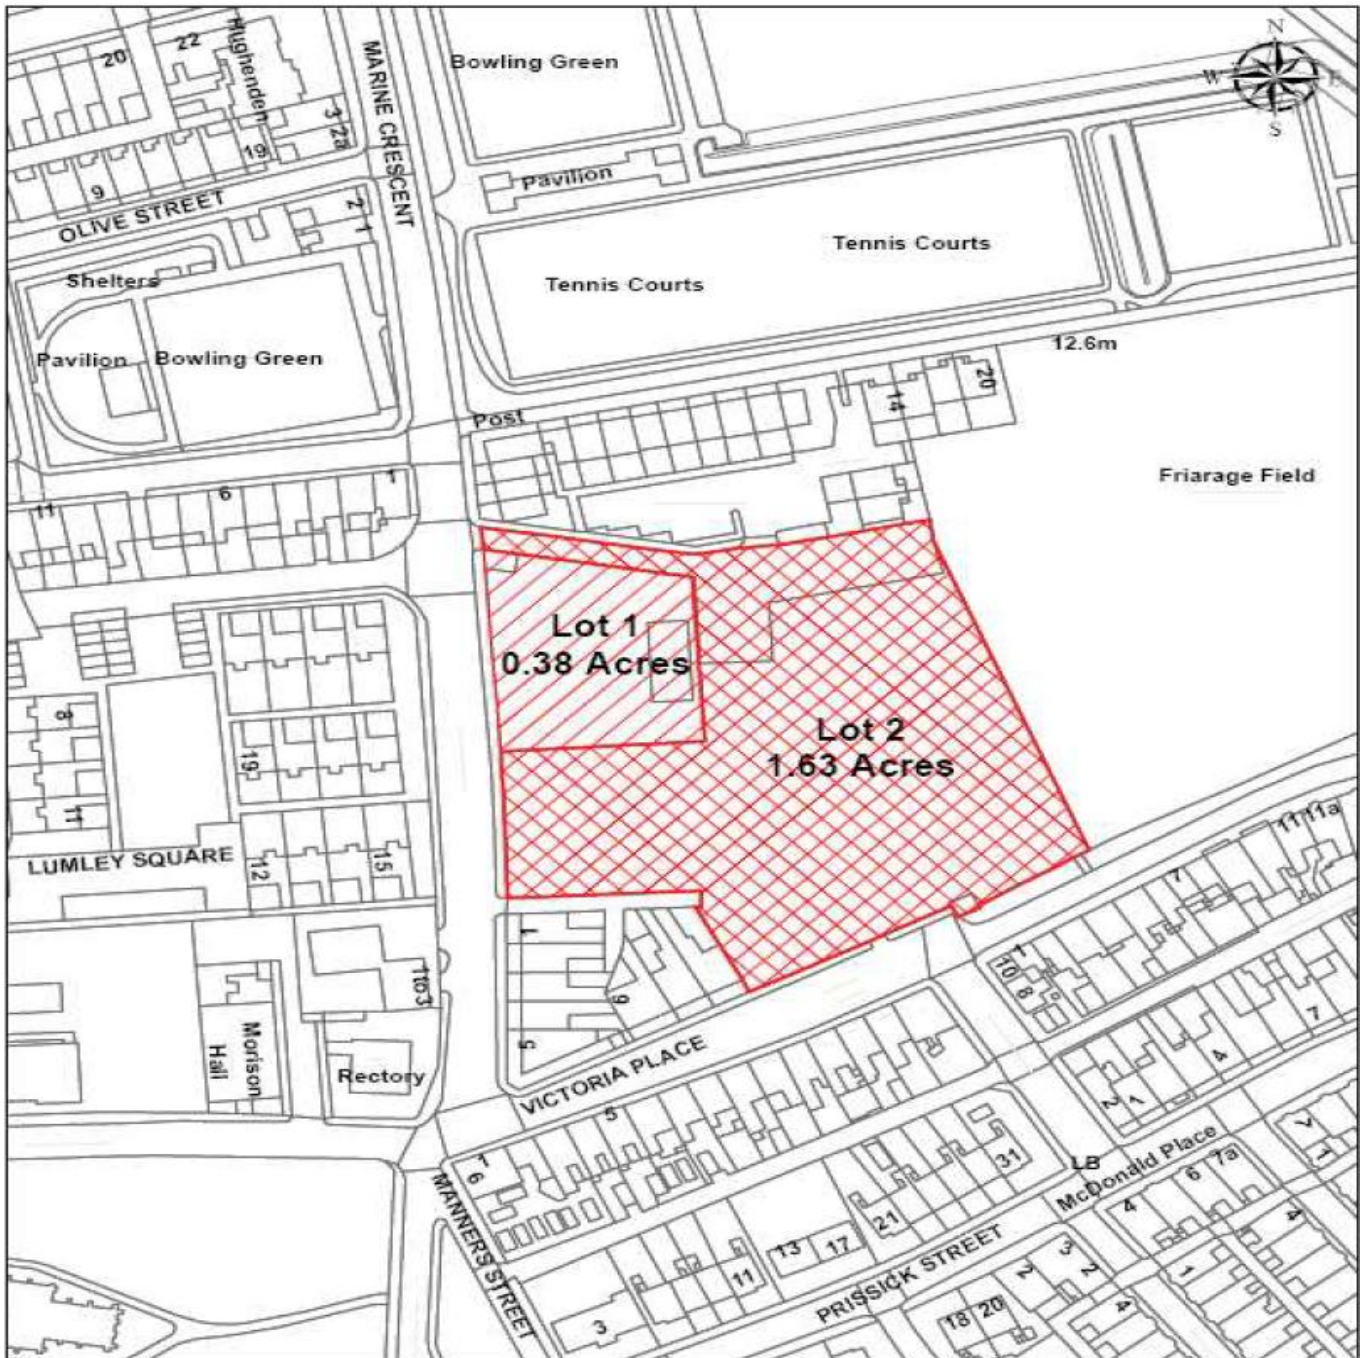 N
W E
S
20
22
Hughenden
MARINE CRESCENT
Bowling Green
3 2a
19
9
OLIVE STREET
Pavilion
2 1
Tennis Courts
Tennis Courts
Shelters
Pavilion
Bowling Green
12.6m
Post
14
20
Friarage Field
11
6
1
Lot 1
0.38 Acres
Lot 2
1.63 Acres
8
11
19
LUMLEY SQUARE
12
15
11 11a
7
1
10 8
1
9
5
1to3
Morison
Hall
Rectory
VICTORIA PLACE
5
1
6
MANNERS STREET
2
1
4
7
LB
McDonald Place
31
21
13 17
11
3
PRISSICK STREET
7
1
4
6
7a
4
1
3
2
2
4
18 20